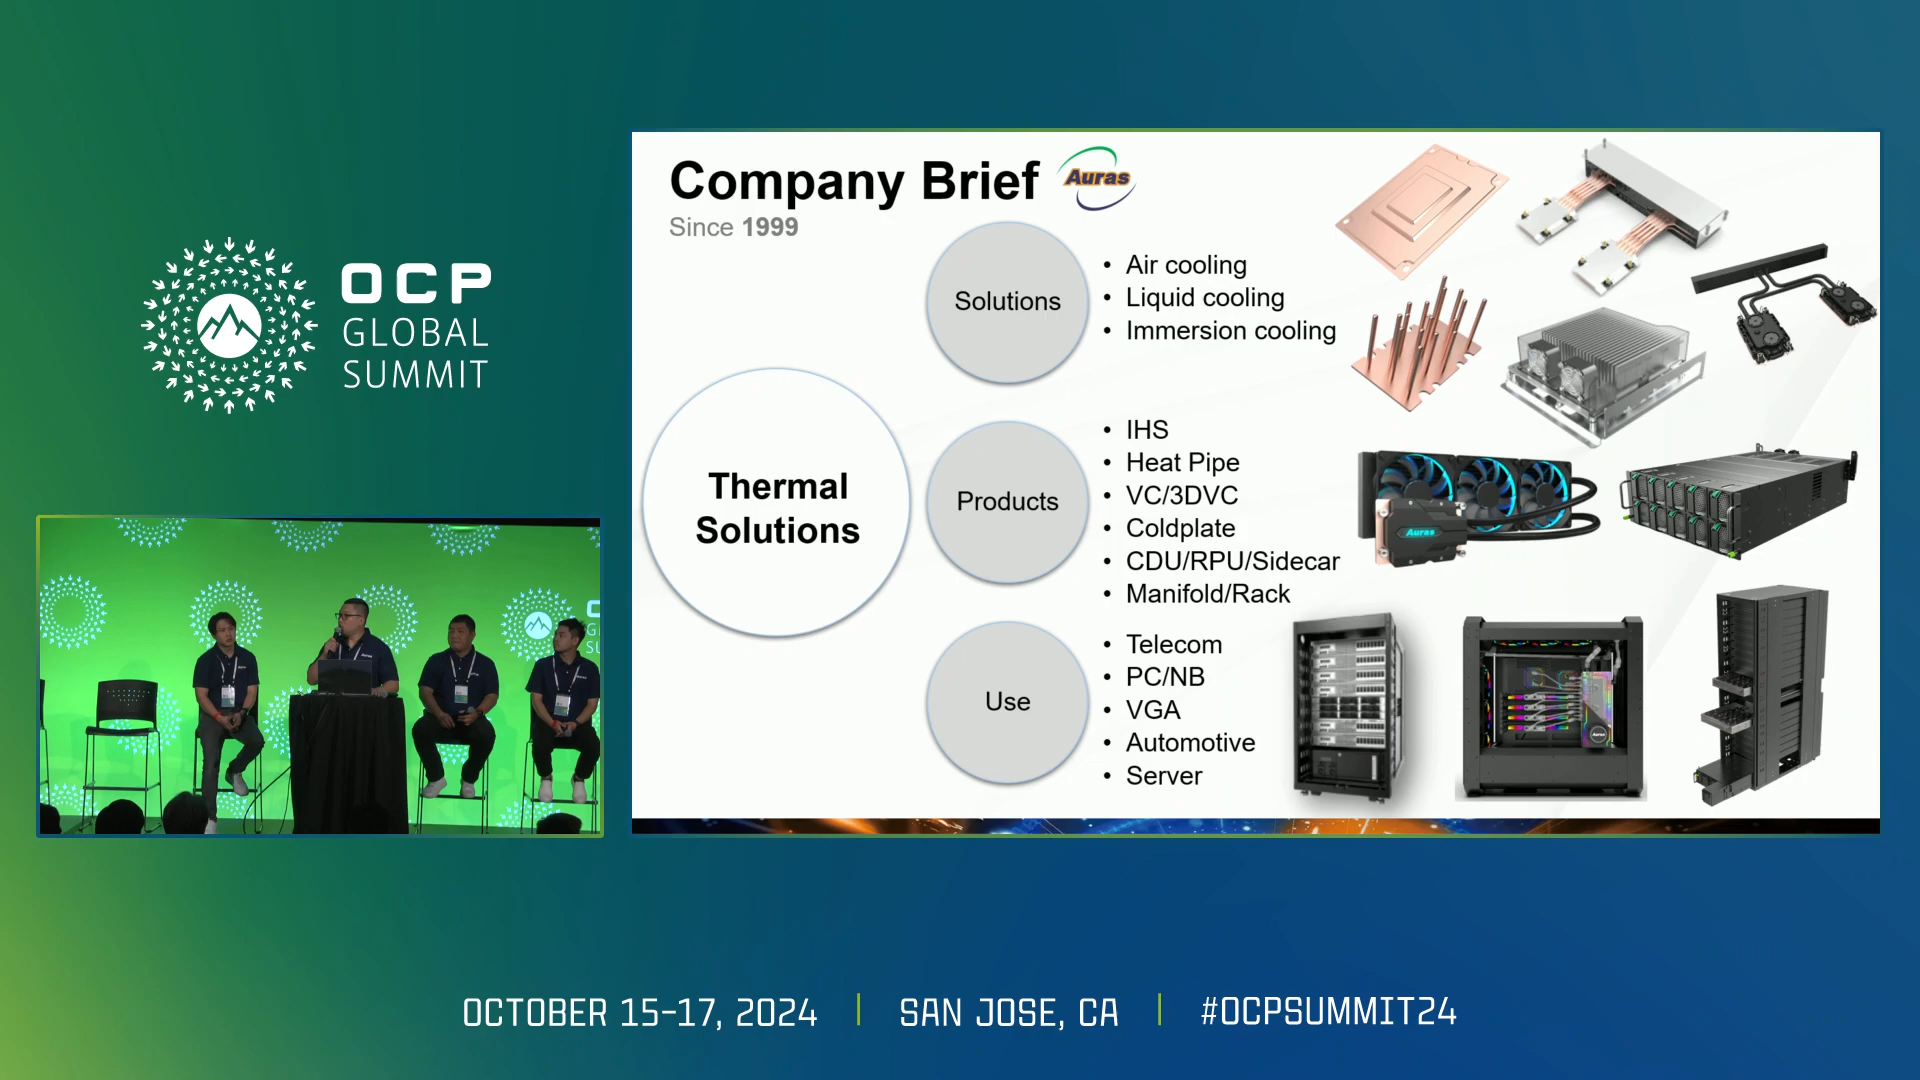 OCP
GLOBAL
SUMMIT
Company Brief
Auras
Since 1999
Thermal
Solutions
Solutions
• Air cooling
• Liquid cooling
• Immersion cooling
Products
• IHS
• Heat Pipe
• VC/3DVC
• Coldplate
• CDU/RPU/Sidecar
• Manifold/Rack
Use
• Telecom
• PC/NB
• VGA
• Automotive
• Server
Auras
OCTOBER 15-17, 2024 | SAN JOSE, CA | #OCPSUMMIT24